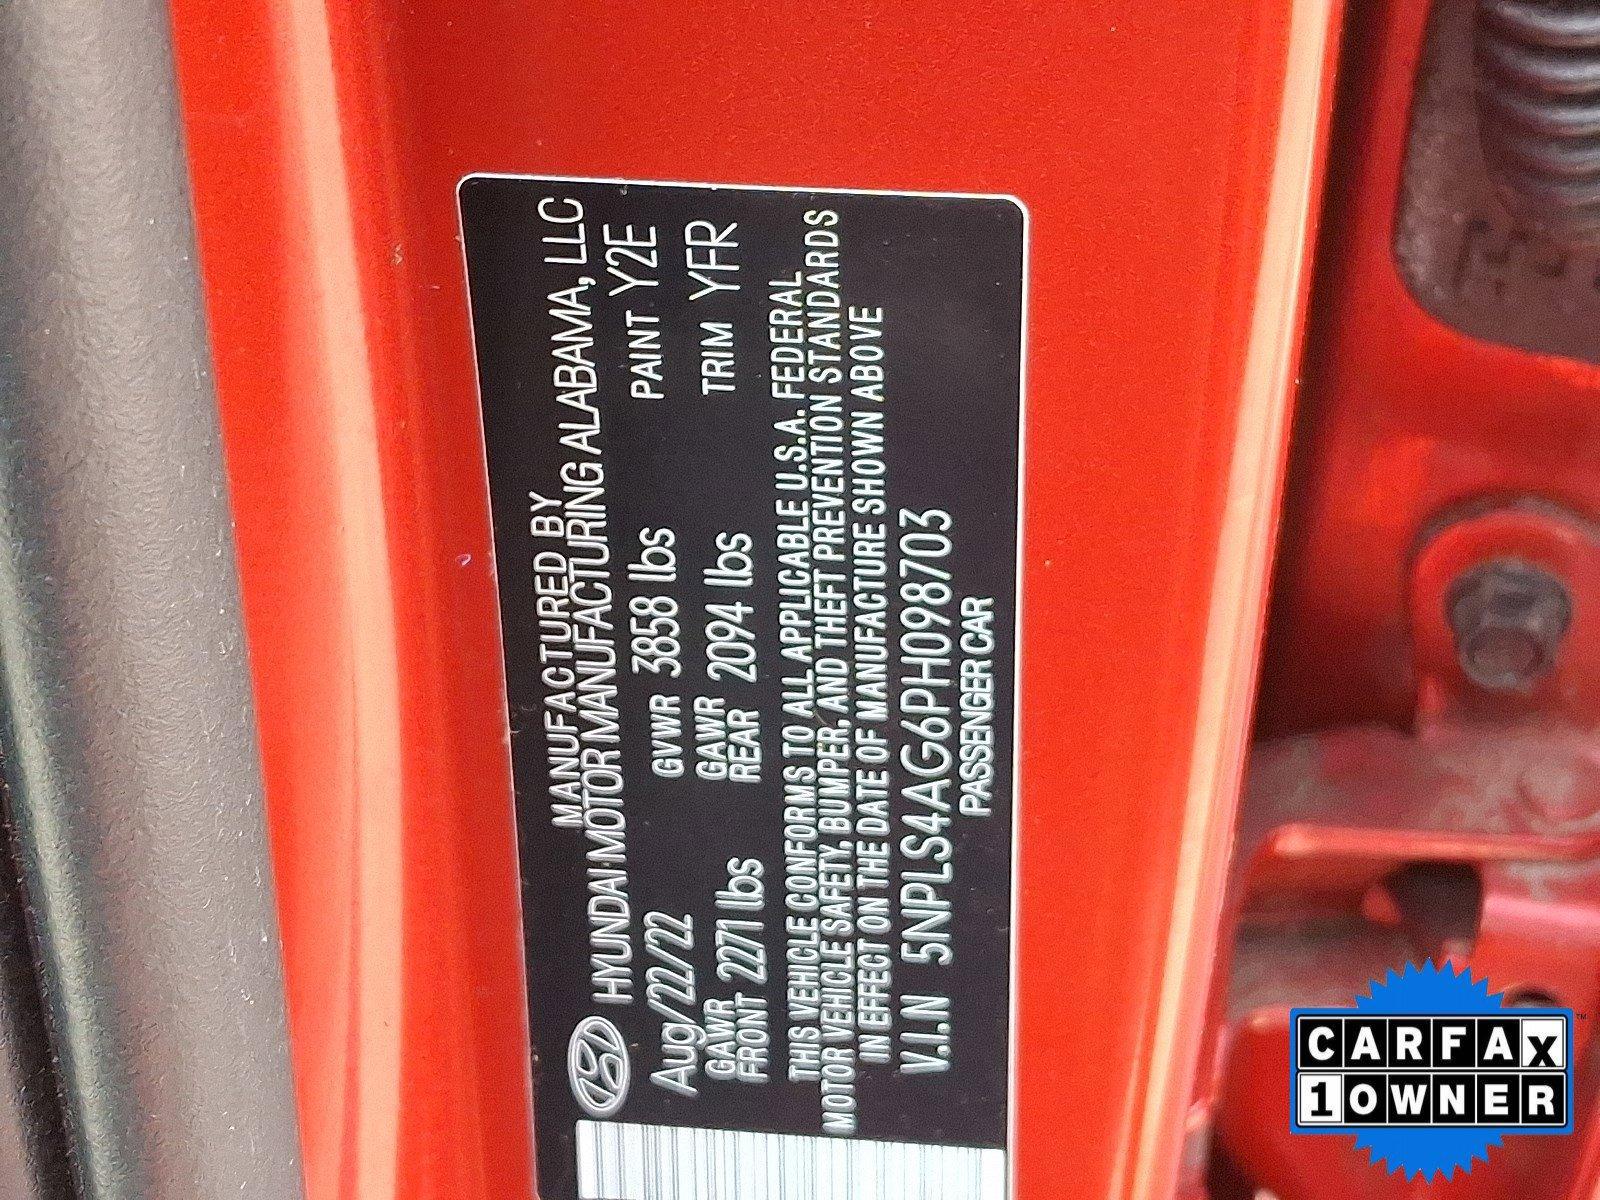 MANUFACTURED BY
HYUNDAI MOTOR MANUFACTURING ALABAMA, LLC
Aug/22/22 GVWR 3858 lbs PAINT Y2E
GAWR FRONT 2271 lbs GAWR REAR 2094 lbs TRIM YFR
THIS VEHICLE CONFORMS TO ALL APPLICABLE U.S.A. FEDERAL
MOTOR VEHICLE SAFETY, BUMPER, AND THEFT PREVENTION STANDARDS
IN EFFECT ON THE DATE OF MANUFACTURE SHOWN ABOVE
V.I.N 5NPLS4AG6PH098703
PASSENGER CAR
CARFAX
1 OWNER